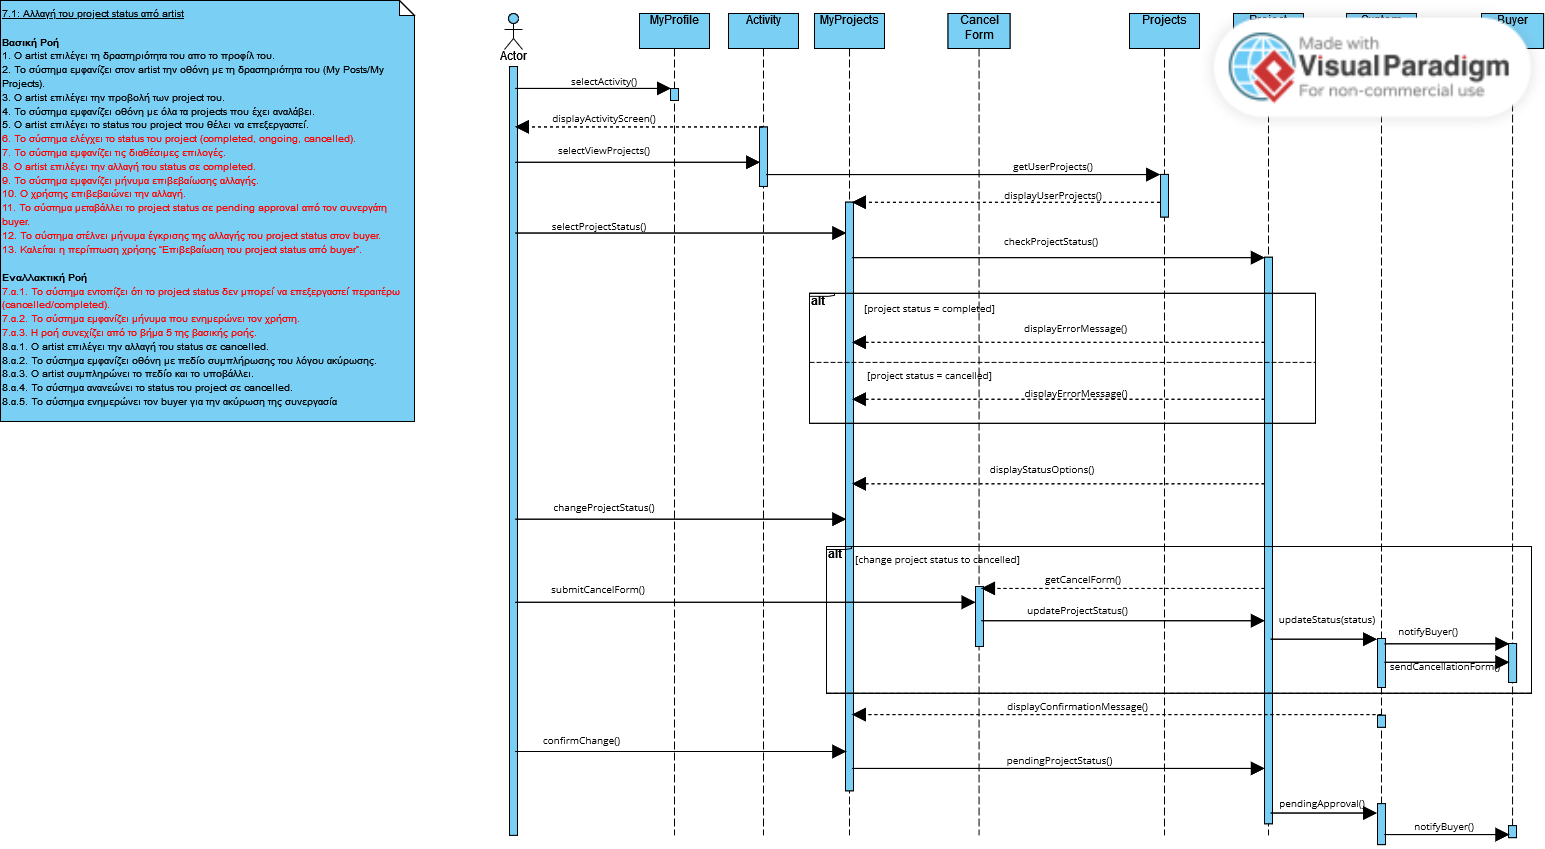 7.1: Αλλαγή του project status από artist
Βασική Ροή
1. Ο artist επιλέγει τη δραστηριότητα του απο το προφίλ του.
2. Το σύστημα εμφανίζει στον artist την οθόνη με τη δραστηριότητα του (My Posts/My
Projects).
3. Ο artist επιλέγει την προβολή των project του.
4. Το σύστημα εμφανίζει οθόνη με όλα τα projects που έχει αναλάβει.
5. Ο artist επιλέγει το status του project που θέλει να επεξεργαστεί.
6. Το σύστημα ελέγχει το status του project (completed, ongoing, cancelled).
7. Το σύστημα εμφανίζει τις διαθέσιμες επιλογές.
8. Ο artist επιλέγει την αλλαγή του status σε completed.
9. Το σύστημα εμφανίζει μήνυμα επιβεβαίωσης αλλαγής.
10. Ο χρήστης επιβεβαιώνει την αλλαγή.
11. Το σύστημα μεταβάλλει το project status σε pending approval από τον συνεργάτη
buyer.
12. Το σύστημα στέλνει μήνυμα έγκρισης της αλλαγής του project status στον buyer.
13. Καλείται η περίπτωση χρήσης "Επιβεβαίωση του project status από buyer".
Εναλλακτική Ροή
7.α.1. Το σύστημα εντοπίζει ότι το project status δεν μπορεί να επεξεργαστεί περαιτέρω
(cancelled/completed).
7.α.2. Το σύστημα εμφανίζει μήνυμα που ενημερώνει τον χρήστη.
7.α.3. Η ροή συνεχίζει από το βήμα 5 της βασικής ροής.
8.α.1. Ο artist επιλέγει την αλλαγή του status σε cancelled.
8.α.2. Το σύστημα εμφανίζει οθόνη με πεδίο συμπλήρωσης του λόγου ακύρωσης.
8.α.3. Ο artist συμπληρώνει το πεδίο και το υποβάλλει.
8.α.4. Το σύστημα ανανεώνει το status του project σε cancelled.
8.α.5. Το σύστημα ενημερώνει τον buyer για την ακύρωση της συνεργασία
Actor
MyProfile
Activity
MyProjects
Cancel
Form
Projects
Project
System
Buyer
Made with
Visual Paradigm
For non-commercial use
selectActivity()
displayActivityScreen()
selectViewProjects()
getUserProjects()
displayUserProjects()
selectProjectStatus()
checkProjectStatus()
alt
[project status = completed]
displayErrorMessage()
[project status = cancelled]
displayErrorMessage()
displayStatusOptions()
changeProjectStatus()
alt
[change project status to cancelled]
getCancelForm()
submitCancelForm()
updateProjectStatus()
updateStatus(status)
notifyBuyer()
sendCancellationForm()
displayConfirmationMessage()
confirmChange()
pendingProjectStatus()
pendingApproval()
notifyBuyer()